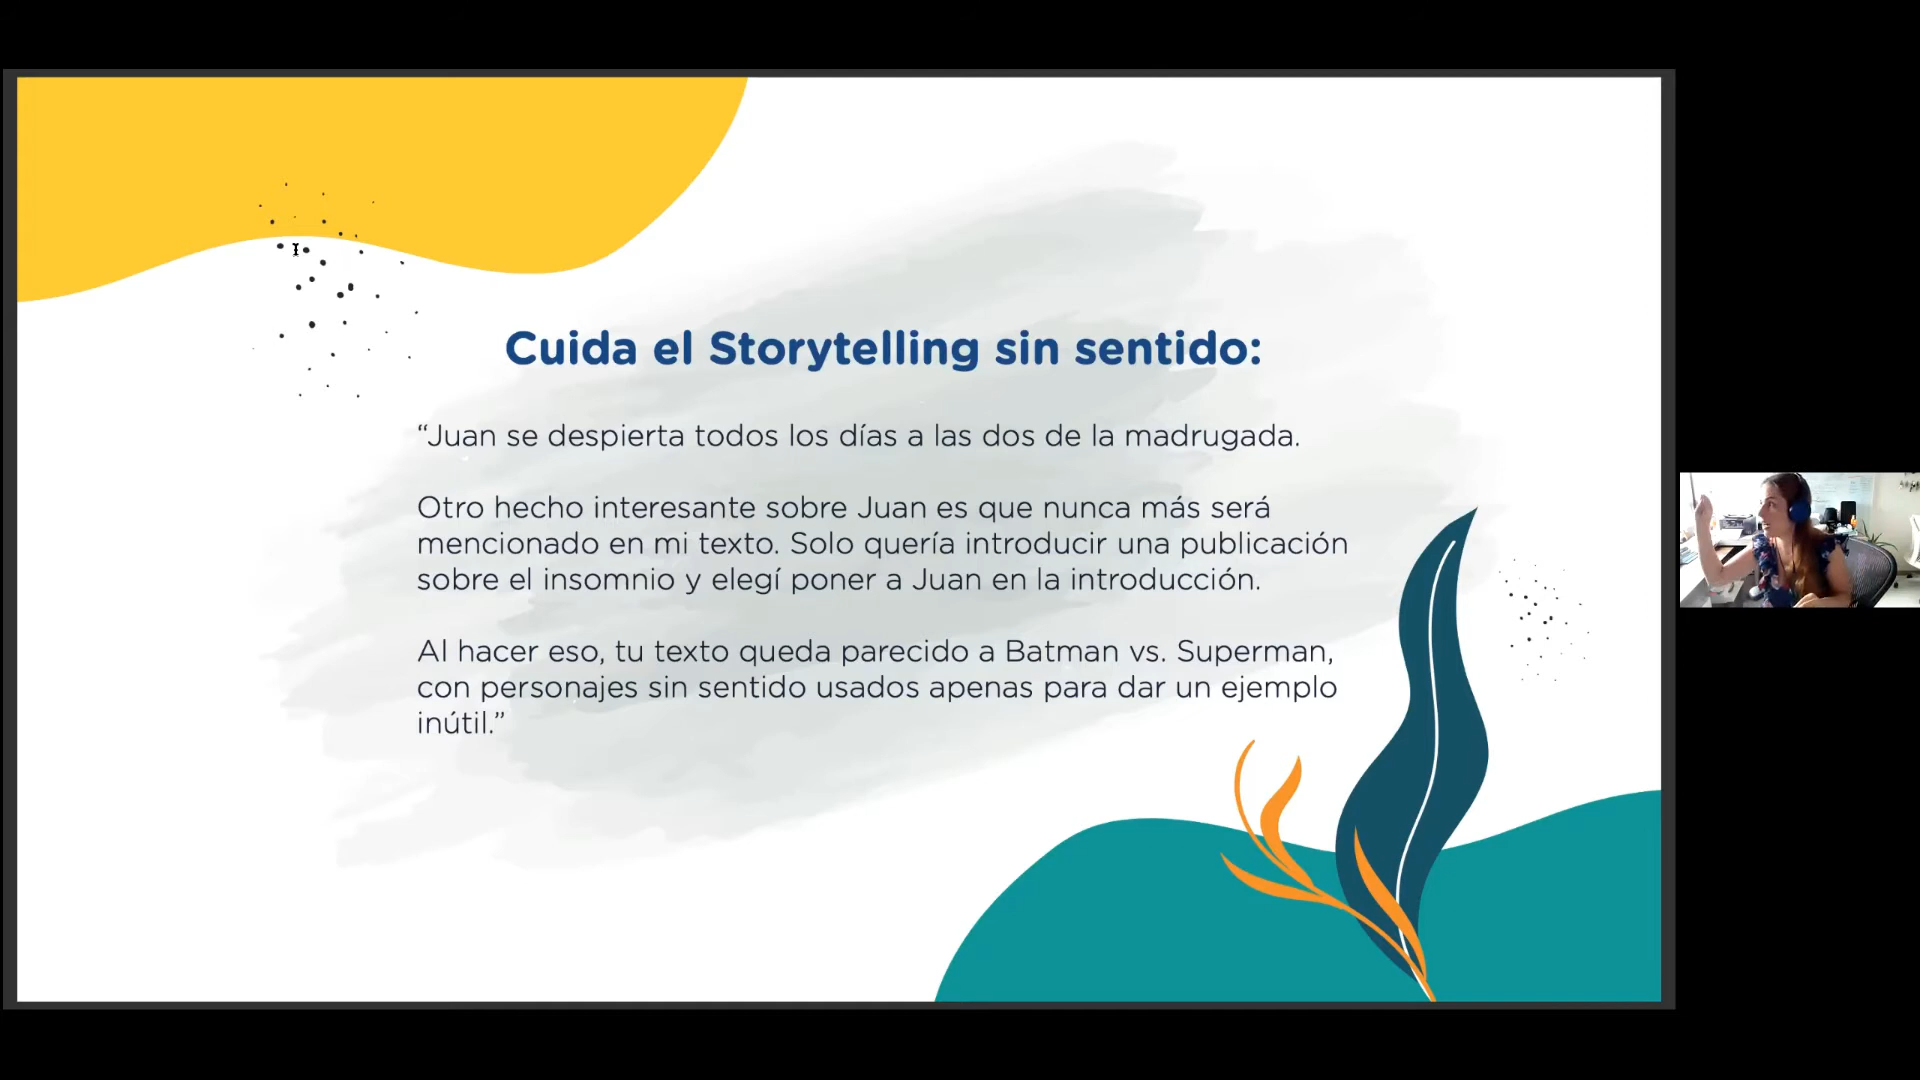 Cuida el Storytelling sin sentido:
“Juan se despierta todos los días a las dos de la madrugada.
Otro hecho interesante sobre Juan es que nunca más será
mencionado en mi texto. Solo quería introducir una publicación
sobre el insomnio y elegí poner a Juan en la introducción.
Al hacer eso, tu texto queda parecido a Batman vs. Superman,
con personajes sin sentido usados apenas para dar un ejemplo
inútil.”